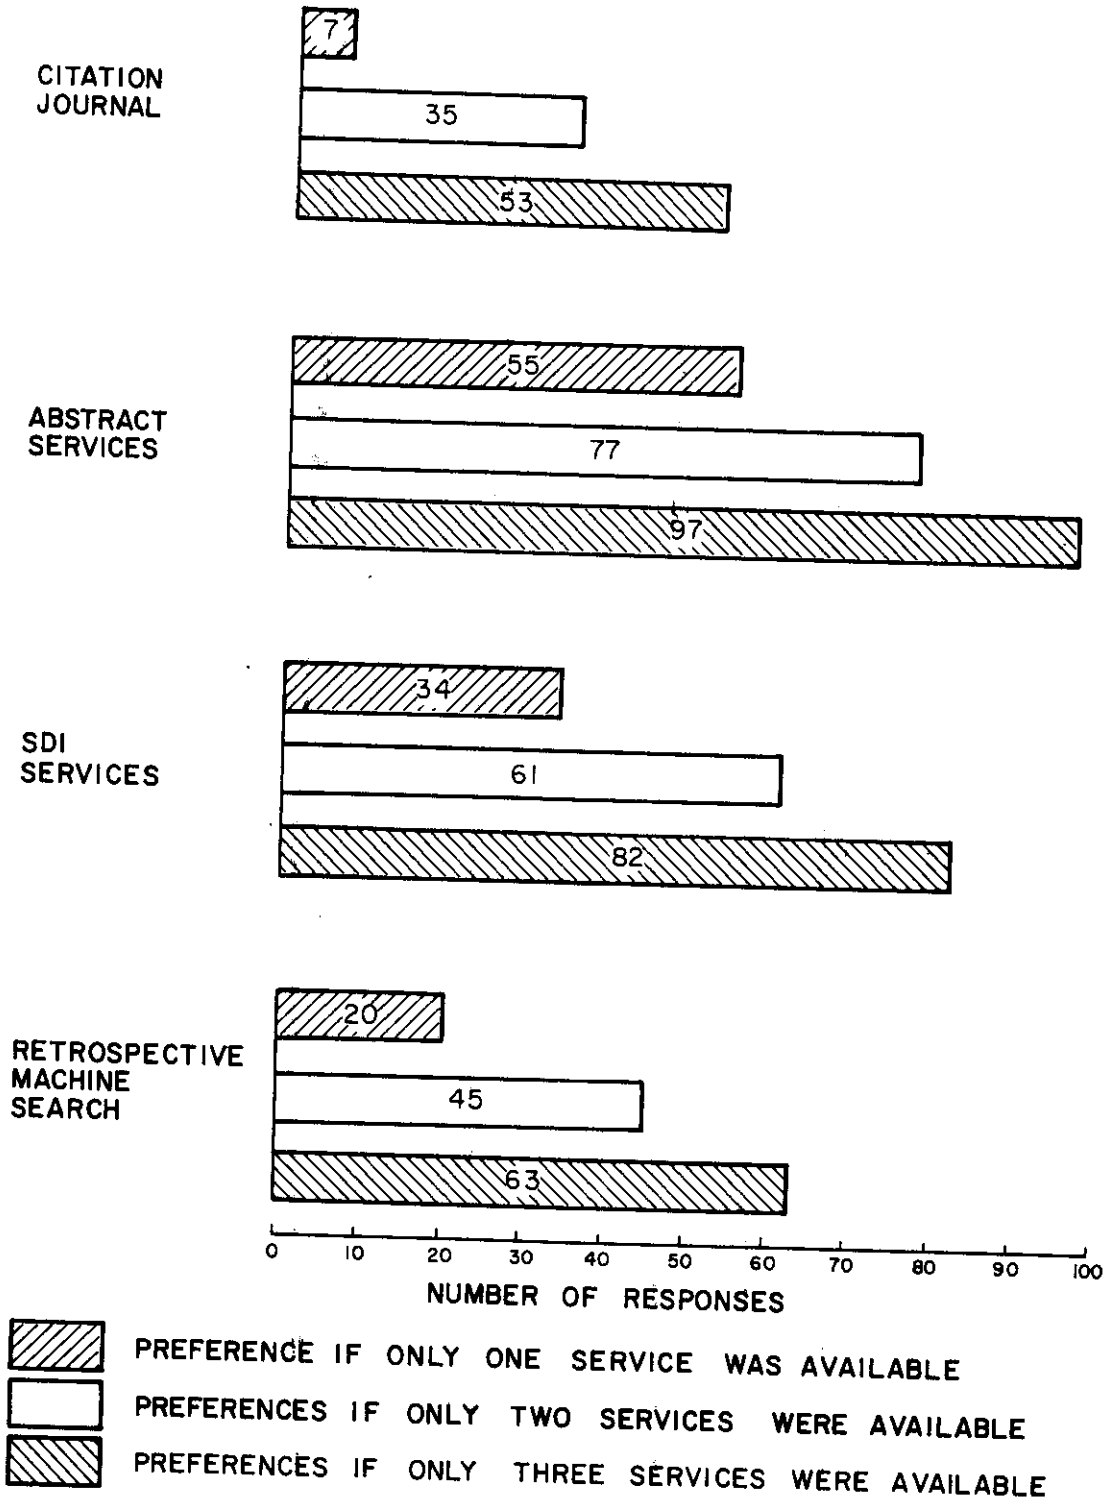 7
CITATION
JOURNAL
35
53
55
ABSTRACT
SERVICES
77
97
34
SDI
SERVICES
61
82
20
RETROSPECTIVE
MACHINE
SEARCH
45
63
0 10 20 30 40 50 60 70 80 90 100
NUMBER OF RESPONSES
PREFERENCE IF ONLY ONE SERVICE WAS AVAILABLE
PREFERENCES IF ONLY TWO SERVICES WERE AVAILABLE
PREFERENCES IF ONLY THREE SERVICES WERE AVAILABLE